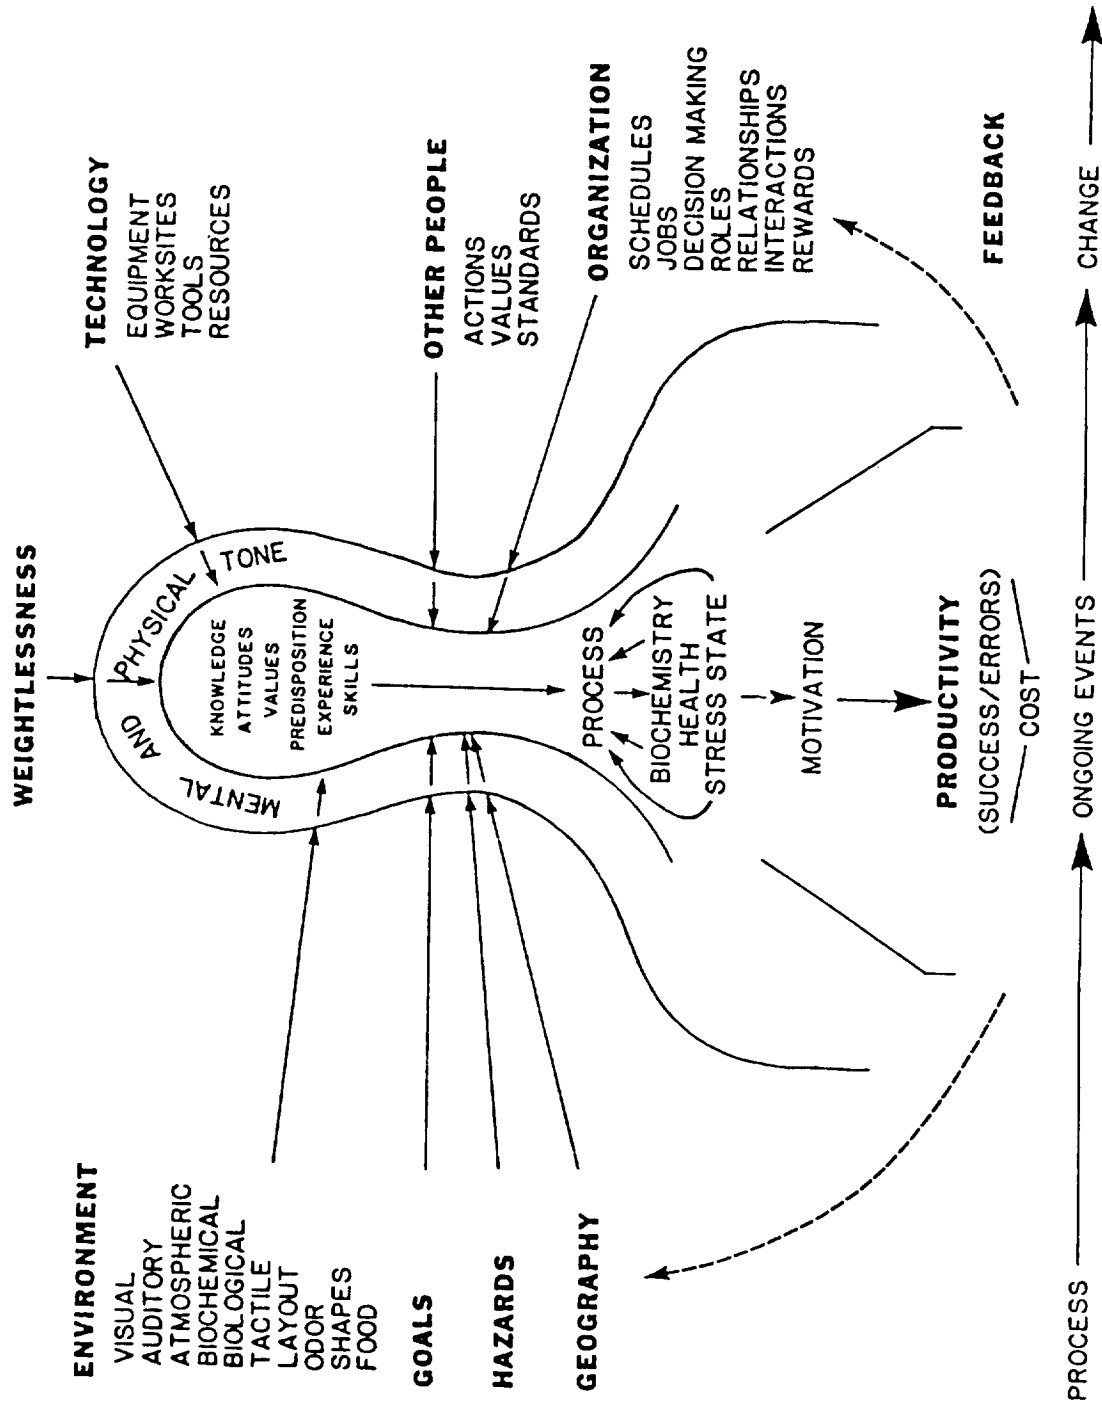 WEIGHTLESSNESS
ENVIRONMENT
VISUAL
AUDITORY
ATMOSPHERIC
BIOCHEMICAL
BIOLOGICAL
TACTILE
LAYOUT
ODOR
SHAPES
FOOD
GOALS
HAZARDS
GEOGRAPHY
MENTAL AND PHYSICAL TONE
KNOWLEDGE
ATTITUDES
VALUES
PREDISPOSITION
EXPERIENCE
SKILLS
PROCESS
BIOCHEMISTRY
HEALTH
STRESS STATE
MOTIVATION
PRODUCTIVITY
(SUCCESS/ERRORS)
COST
TECHNOLOGY
EQUIPMENT
WORKSITES
TOOLS
RESOURCES
OTHER PEOPLE
ACTIONS
VALUES
STANDARDS
ORGANIZATION
SCHEDULES
JOBS
DECISION MAKING
ROLES
RELATIONSHIPS
INTERACTIONS
REWARDS
FEEDBACK
PROCESS ONGOING EVENTS CHANGE